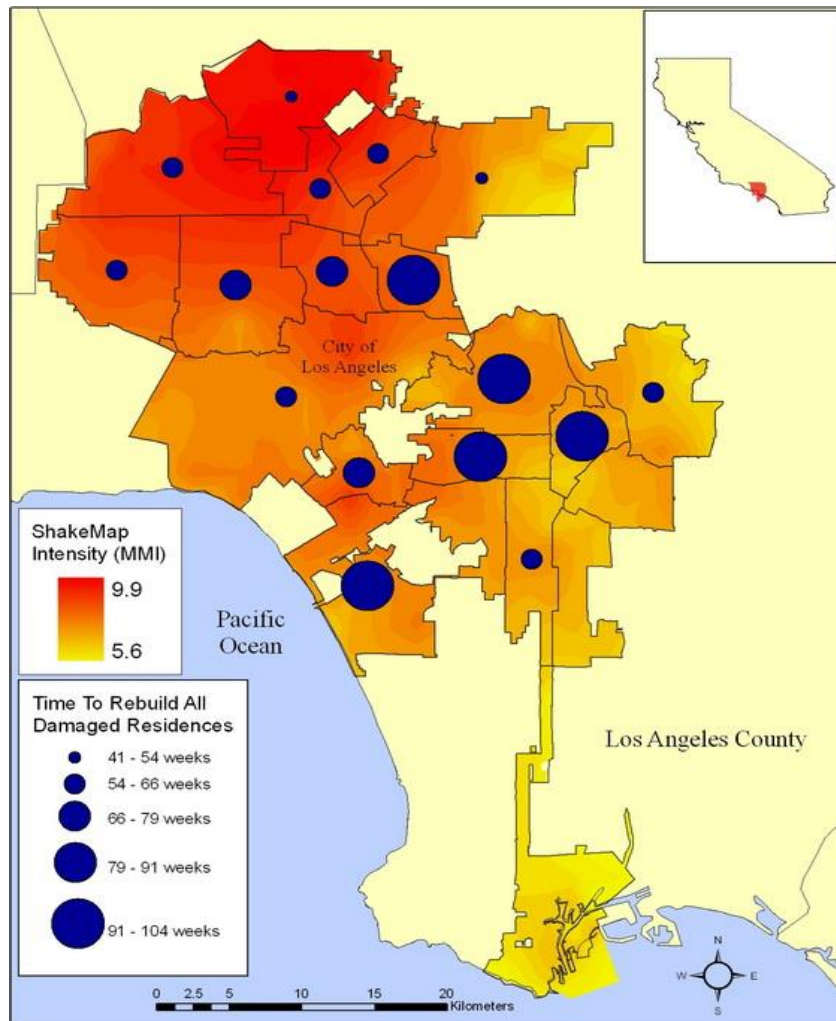 City of
Los Angeles
ShakeMap
Intensity (MMI)
9.9
5.6
Pacific
Ocean
Time To Rebuild All
Damaged Residences
41 - 54 weeks
54 - 66 weeks
66 - 79 weeks
79 - 91 weeks
91 - 104 weeks
Los Angeles County
0 2.5 5 10 15 20
Kilometers
N
W E
S